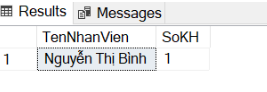 Results Messages
TenNhanVien SoKH
1 Nguyễn Thị Bình 1